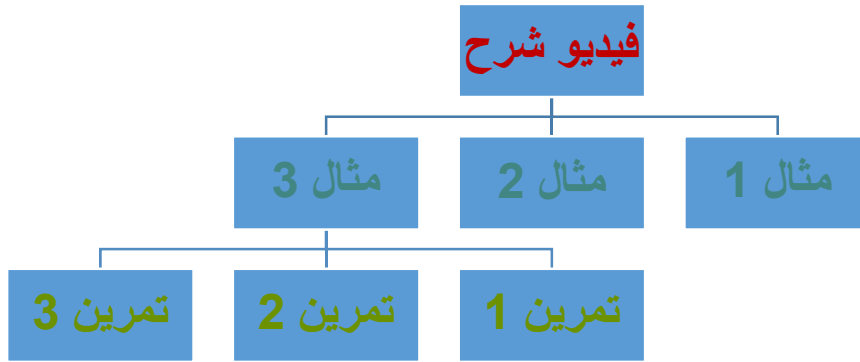 فيديو شرح
مثال 1
مثال 2
مثال 3
تمرين 1
تمرين 2
تمرين 3